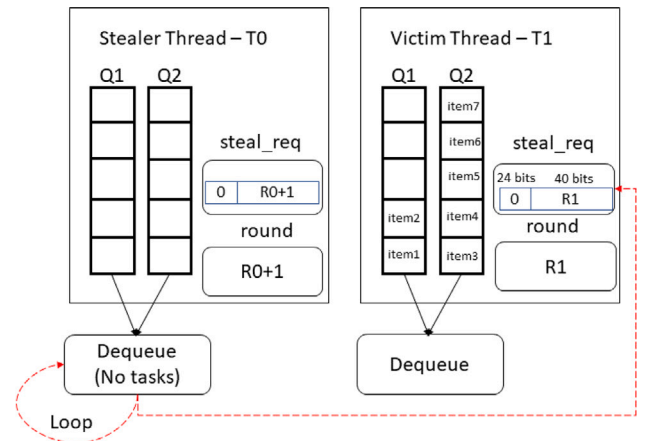 Stealer Thread – T0
Q1 Q2
steal_req
0 R0+1
round
R0+1
Dequeue
(No tasks)
Loop
Victim Thread – T1
Q1 Q2
item7
item6
item5
item2 item4
item1 item3
steal_req
24 bits 40 bits
0 R1
round
R1
Dequeue